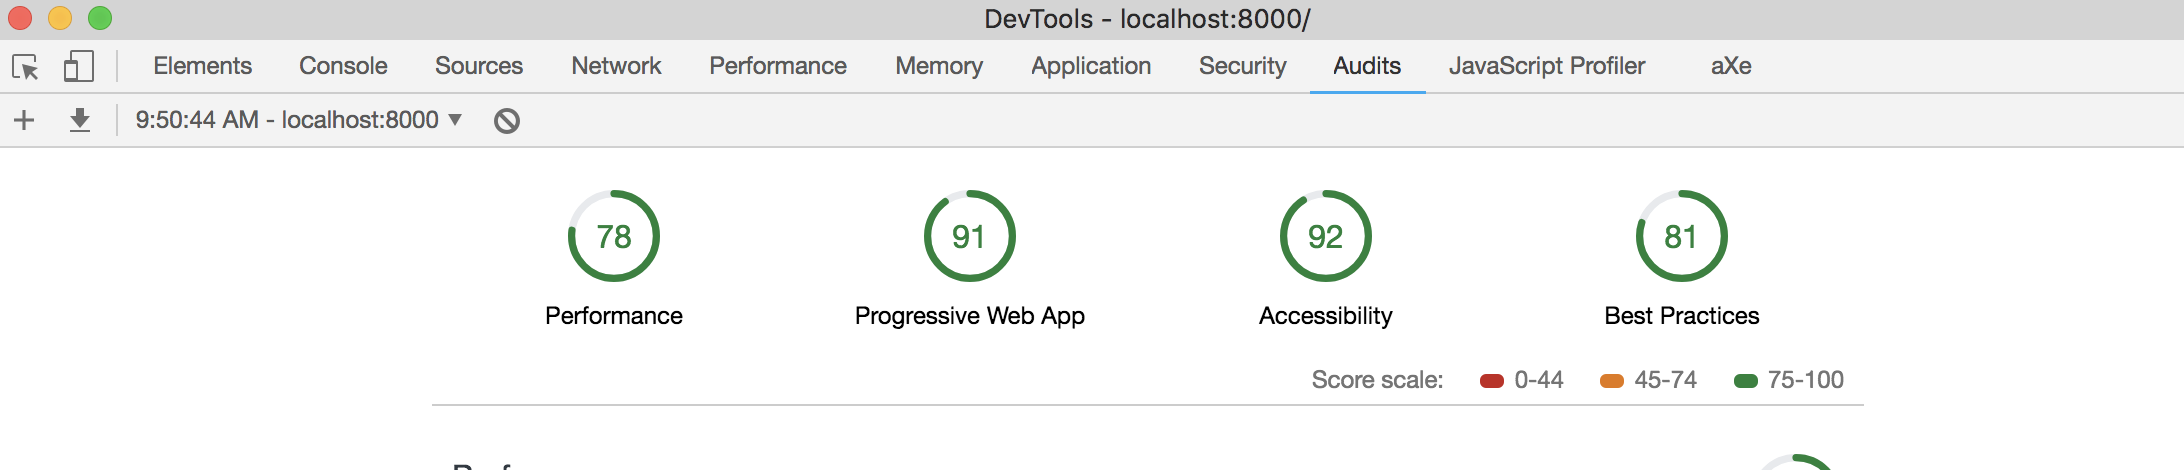 DevTools - localhost:8000/
Elements Console Sources Network Performance Memory Application Security Audits JavaScript Profiler aXe
9:50:44 AM - localhost:8000
78 91 92 81
Performance Progressive Web App Accessibility Best Practices
Score scale: 0-44 45-74 75-100